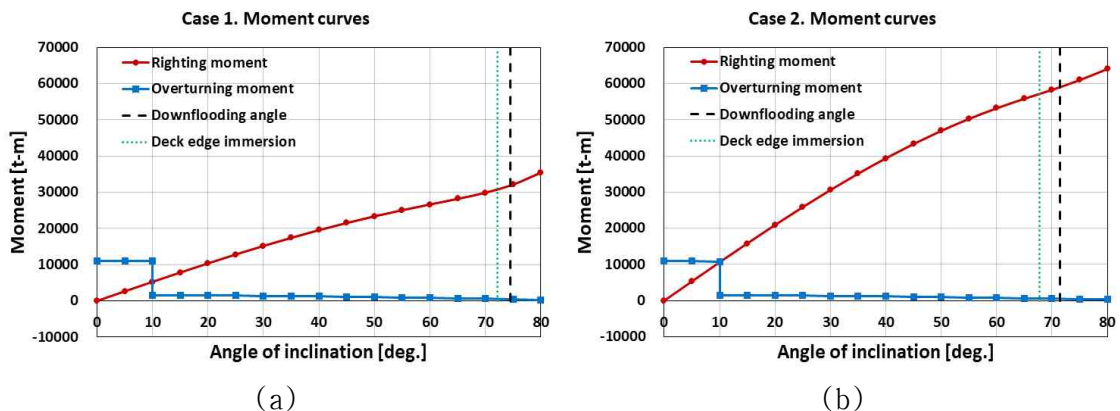 Case 1. Moment curves
70000
60000
50000
40000
30000
20000
10000
0
-10000
Moment [t-m]
Righting moment
Overturning moment
Downflooding angle
Deck edge immersion
0 10 20 30 40 50 60 70 80
Angle of inclination [deg.]
(a)
Case 2. Moment curves
70000
60000
50000
40000
30000
20000
10000
0
-10000
Moment [t-m]
Righting moment
Overturning moment
Downflooding angle
Deck edge immersion
0 10 20 30 40 50 60 70 80
Angle of inclination [deg.]
(b)